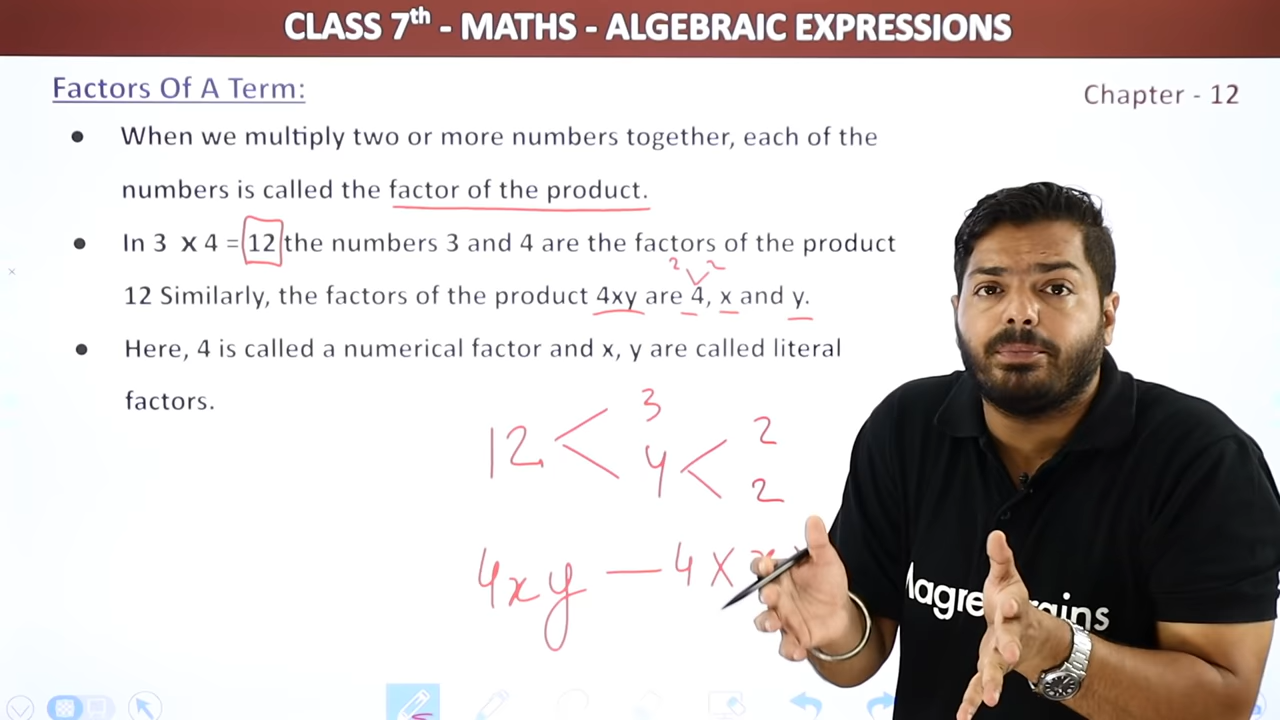 CLASS 7th - MATHS - ALGEBRAIC EXPRESSIONS
Factors Of A Term:
Chapter - 12
● When we multiply two or more numbers together, each of the
numbers is called the factor of the product.
● In 3 x 4 = 12 the numbers 3 and 4 are the factors of the product
2 2
12 Similarly, the factors of the product 4xy are 4, x and y.
● Here, 4 is called a numerical factor and x, y are called literal
factors.
12 < 3
4 < 2
2
4xy — 4 x